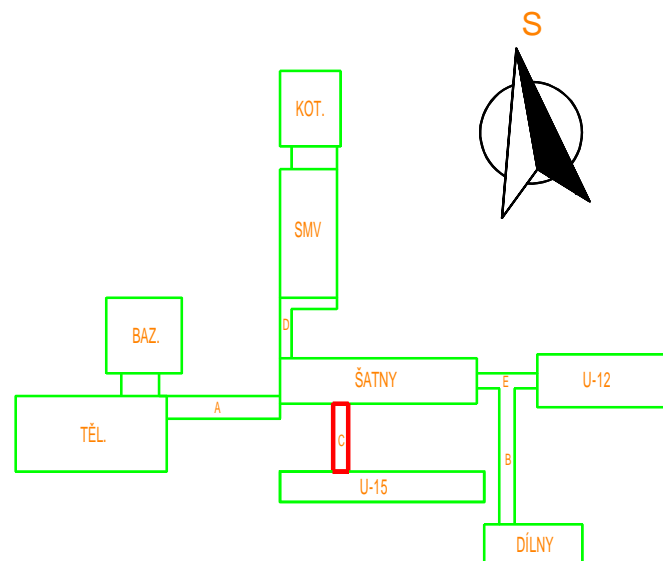 S
KOT.
SMV
BAZ.
D
ŠATNY
E
U-12
A
TĚL.
C
B
U-15
DÍLNY